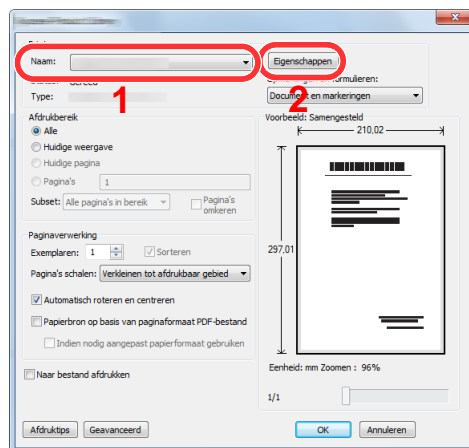 Naam:
Eigenschappen
1
2
Type:
Document en markeringen
Afdrukbereik
Alle
Huidige weergave
Huidige pagina
Pagina's
1
Subset:
Alle pagina's in bereik
Pagina's
omkeren
Voorbeeld: Samengesteld
210,02
297,01
Paginaverwerking
Exemplaren:
1
Sorteren
Pagina's schalen:
Verkleinen tot afdrukbaar gebied
Automatisch roteren en centreren
Papierbron op basis van paginaformaat PDF-bestand
Indien nodig aangepast papierformaat gebruiken
Naar bestand afdrukken
Eenheid: mm Zoomen : 96%
1/1
Afdruktips
Geavanceerd
OK
Annuleren